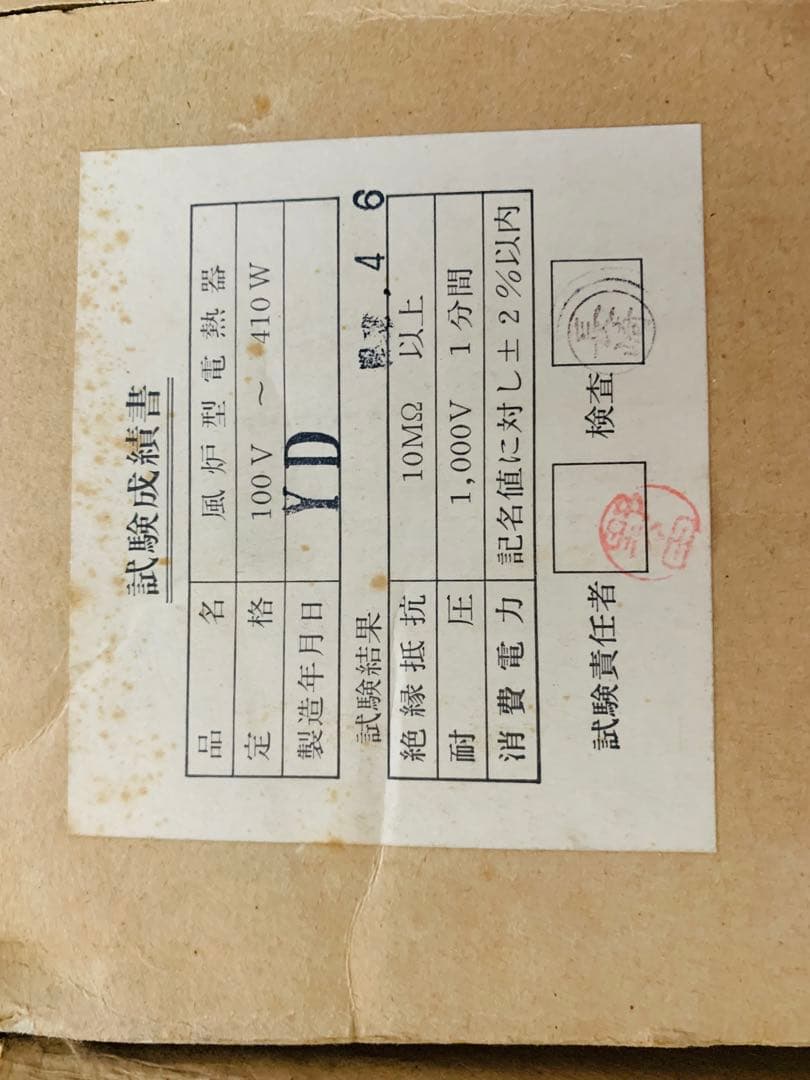 試験成績書
品名 風炉型電熱器
定格 100V ～ 410W
製造年月日 YD
試験結果 .4 6
絶縁抵抗 10MΩ 以上
耐圧 1,000V 1分間
消費電力 記名値に対し±2%以内
試験責任者 検査